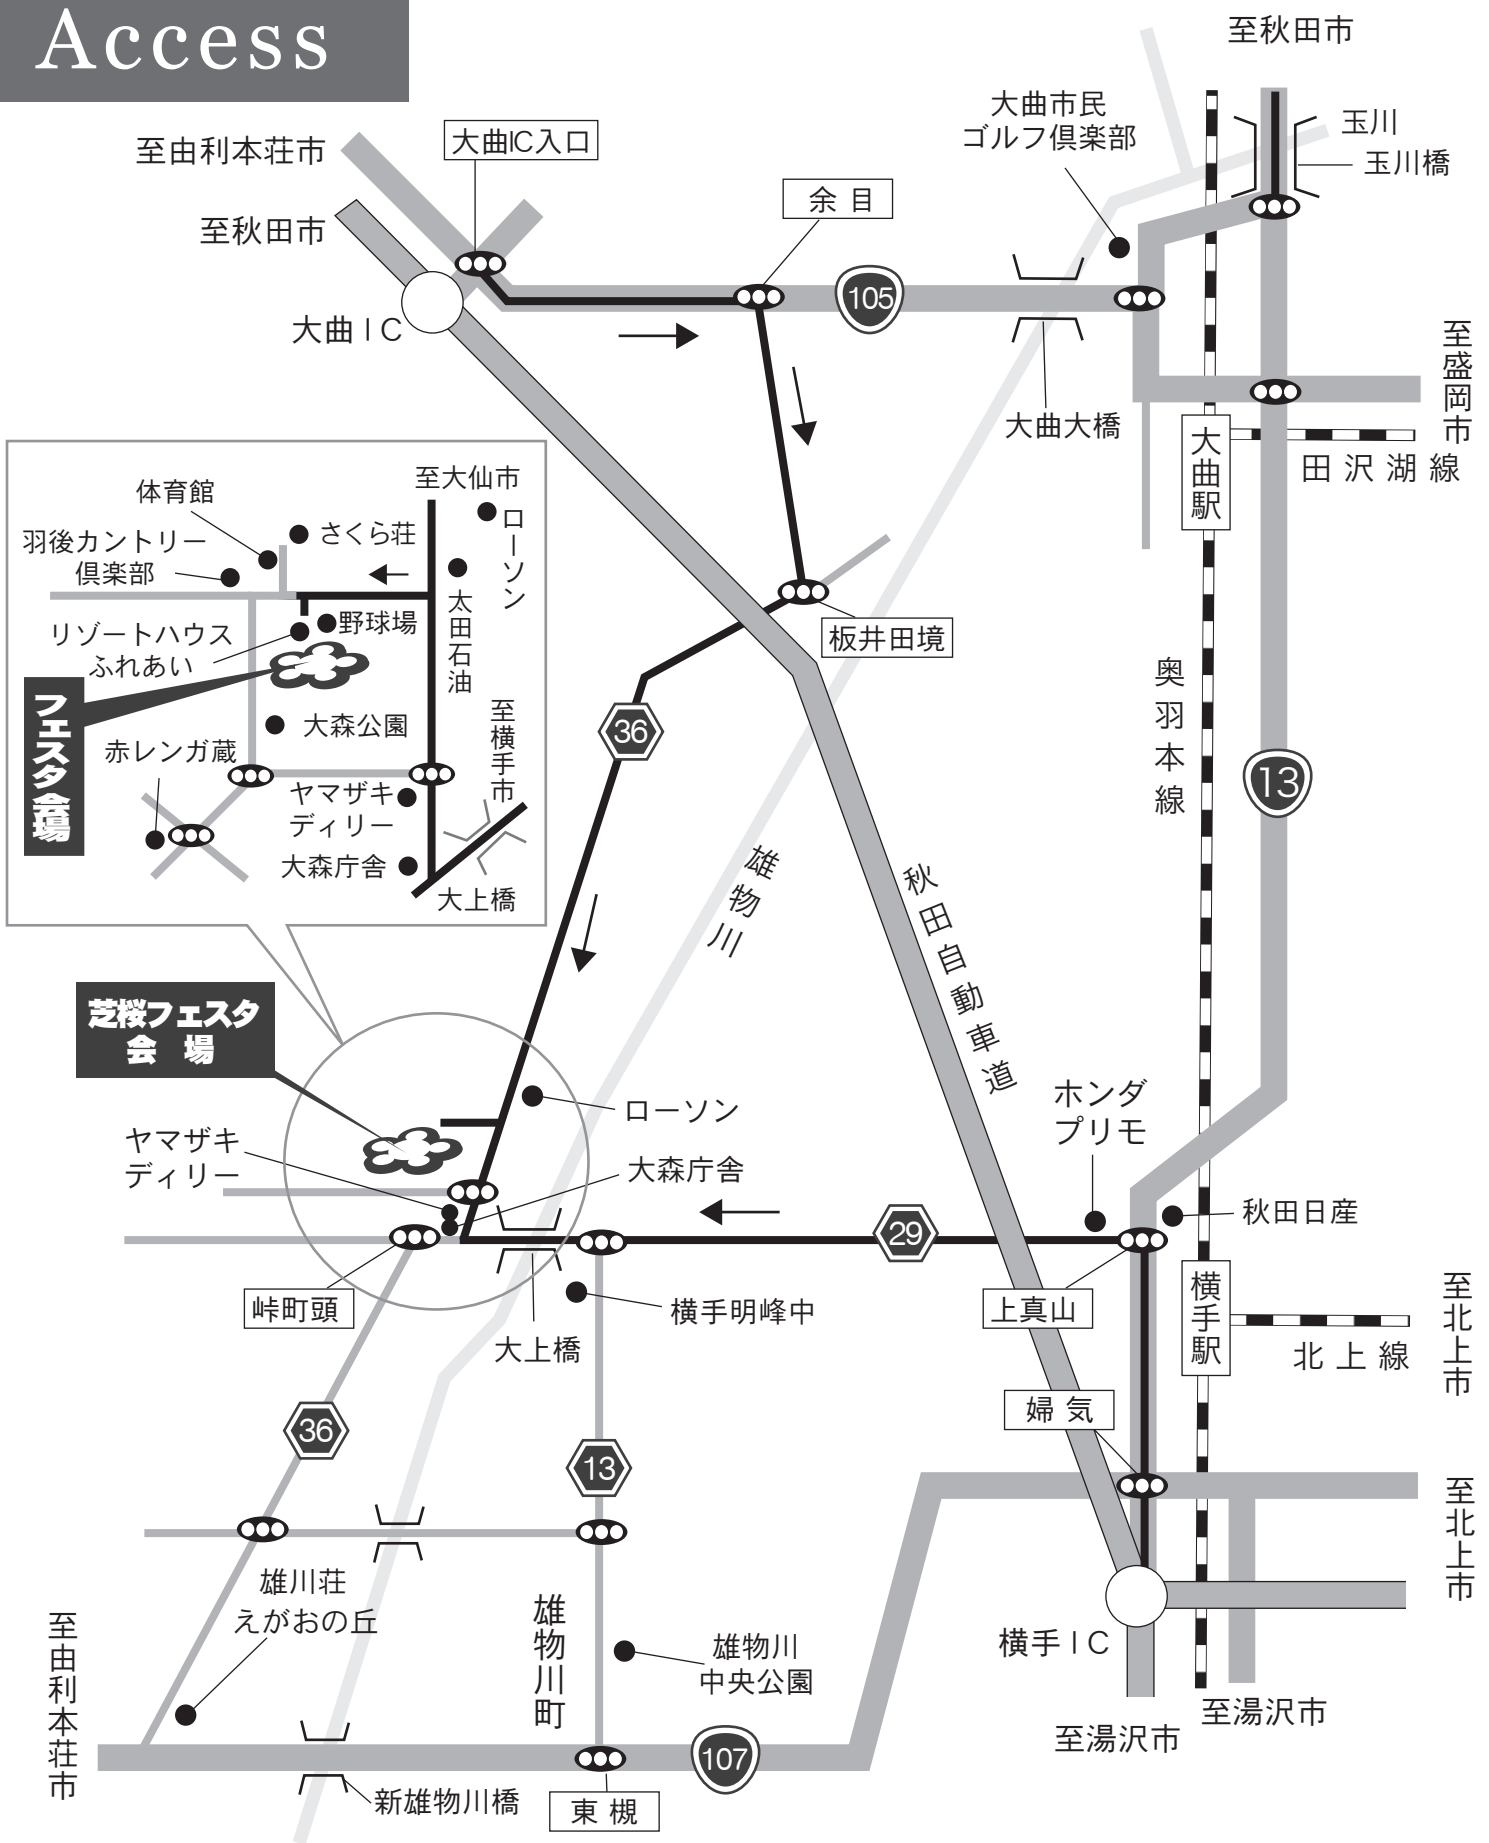 Access
至秋田市
大曲市民
ゴルフ倶楽部
玉川
玉川橋
至由利本荘市
大曲IC入口
余目
至秋田市
大曲IC
105
大曲大橋
至盛岡市
大曲駅
田沢湖線
体育館
至大仙市
ローソン
さくら荘
羽後カントリー
倶楽部
太田石油
野球場
リゾートハウス
ふれあい
フェスタ会場
大森公園
至横手市
赤レンガ蔵
ヤマザキ
ディリー
大森庁舎
大上橋
板井田境
36
奥羽本線
13
雄物川
秋田自動車道
芝桜フェスタ
会場
ローソン
ヤマザキ
ディリー
大森庁舎
ホンダ
プリモ
秋田日産
29
峠町頭
大上橋
横手明峰中
上真山
横手駅
北上線
至北上市
婦気
36
13
至北上市
雄川荘
えがおの丘
雄物川町
雄物川
中央公園
横手IC
至由利本荘市
至湯沢市
至湯沢市
107
新雄物川橋
東槻